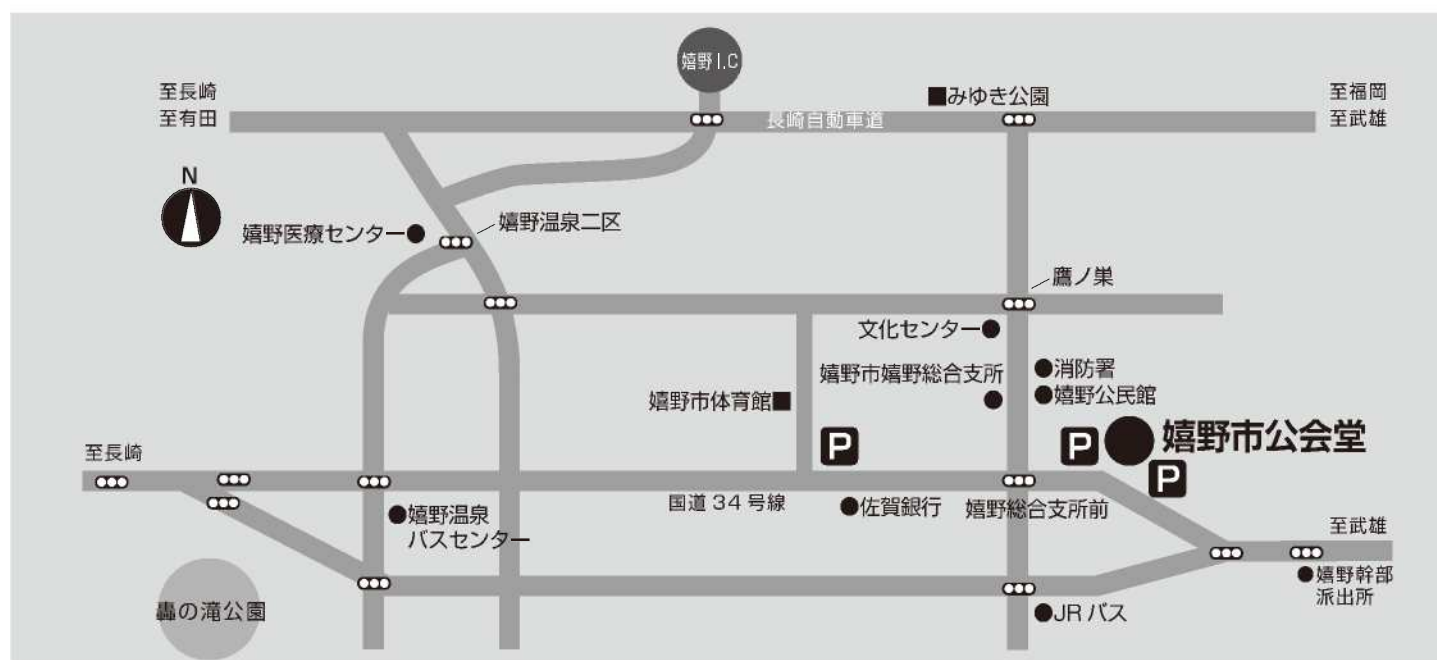 嬉野I.C
至長崎
至有田
■みゆき公園
至福岡
至武雄
長崎自動車道
N
嬉野医療センター●
嬉野温泉二区
鷹ノ巣
文化センター●
嬉野市嬉野総合支所
●消防署
●嬉野公民館
嬉野市体育館■
P
P
嬉野市公会堂
P
至長崎
国道34号線
●佐賀銀行
嬉野総合支所前
●嬉野温泉
バスセンター
至武雄
●嬉野幹部
派出所
轟の滝公園
●JRバス